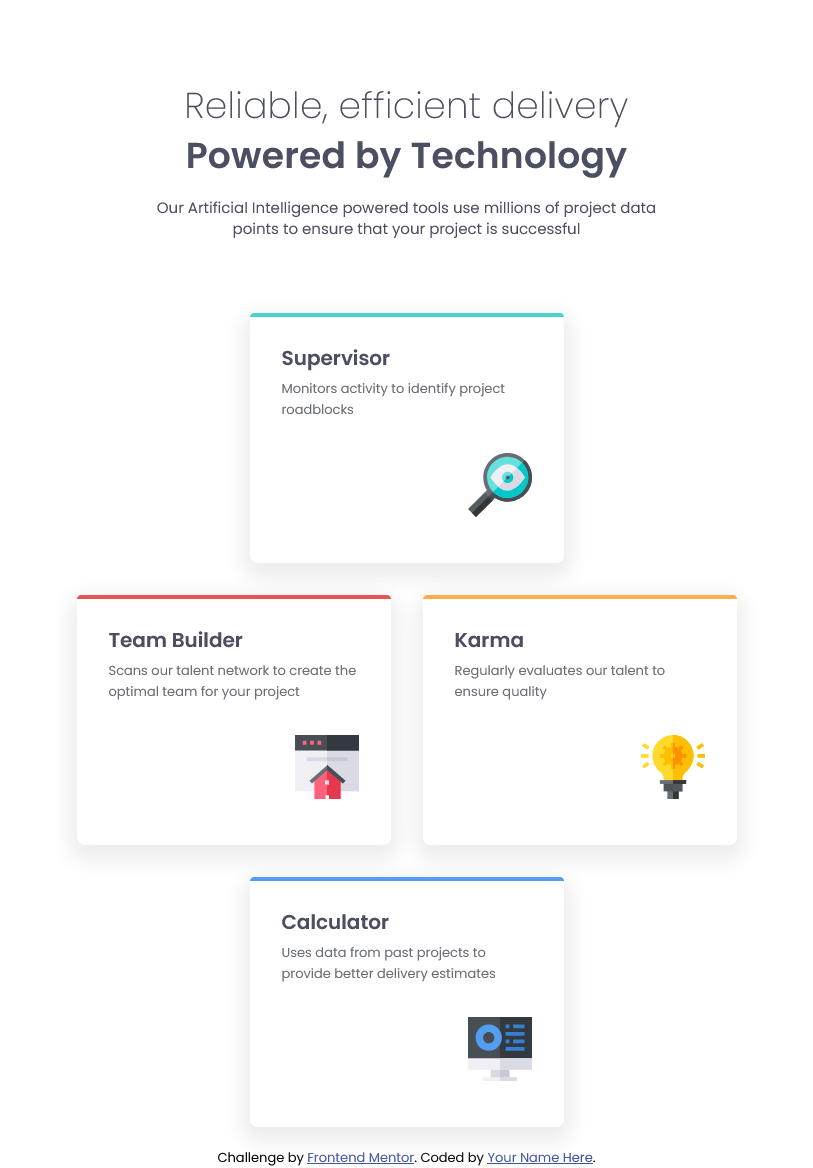 Reliable, efficient delivery
Powered by Technology
Our Artificial Intelligence powered tools use millions of project data
points to ensure that your project is successful
Supervisor
Monitors activity to identify project
roadblocks
Team Builder
Scans our talent network to create the
optimal team for your project
Karma
Regularly evaluates our talent to
ensure quality
Calculator
Uses data from past projects to
provide better delivery estimates
Challenge by Frontend Mentor. Coded by Your Name Here.